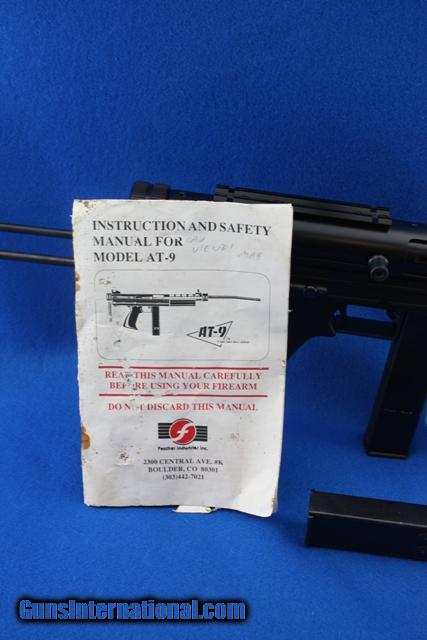 INSTRUCTION AND SAFETY
MANUAL FOR
MODEL AT-9
AT-9
READ THIS MANUAL CAREFULLY
BEFORE USING YOUR FIREARM
DO NOT DISCARD THIS MANUAL
Feather Industries Inc.
2300 CENTRAL AVE. #K
BOULDER, CO 80301
(303)442-7021
GunsInternational.com